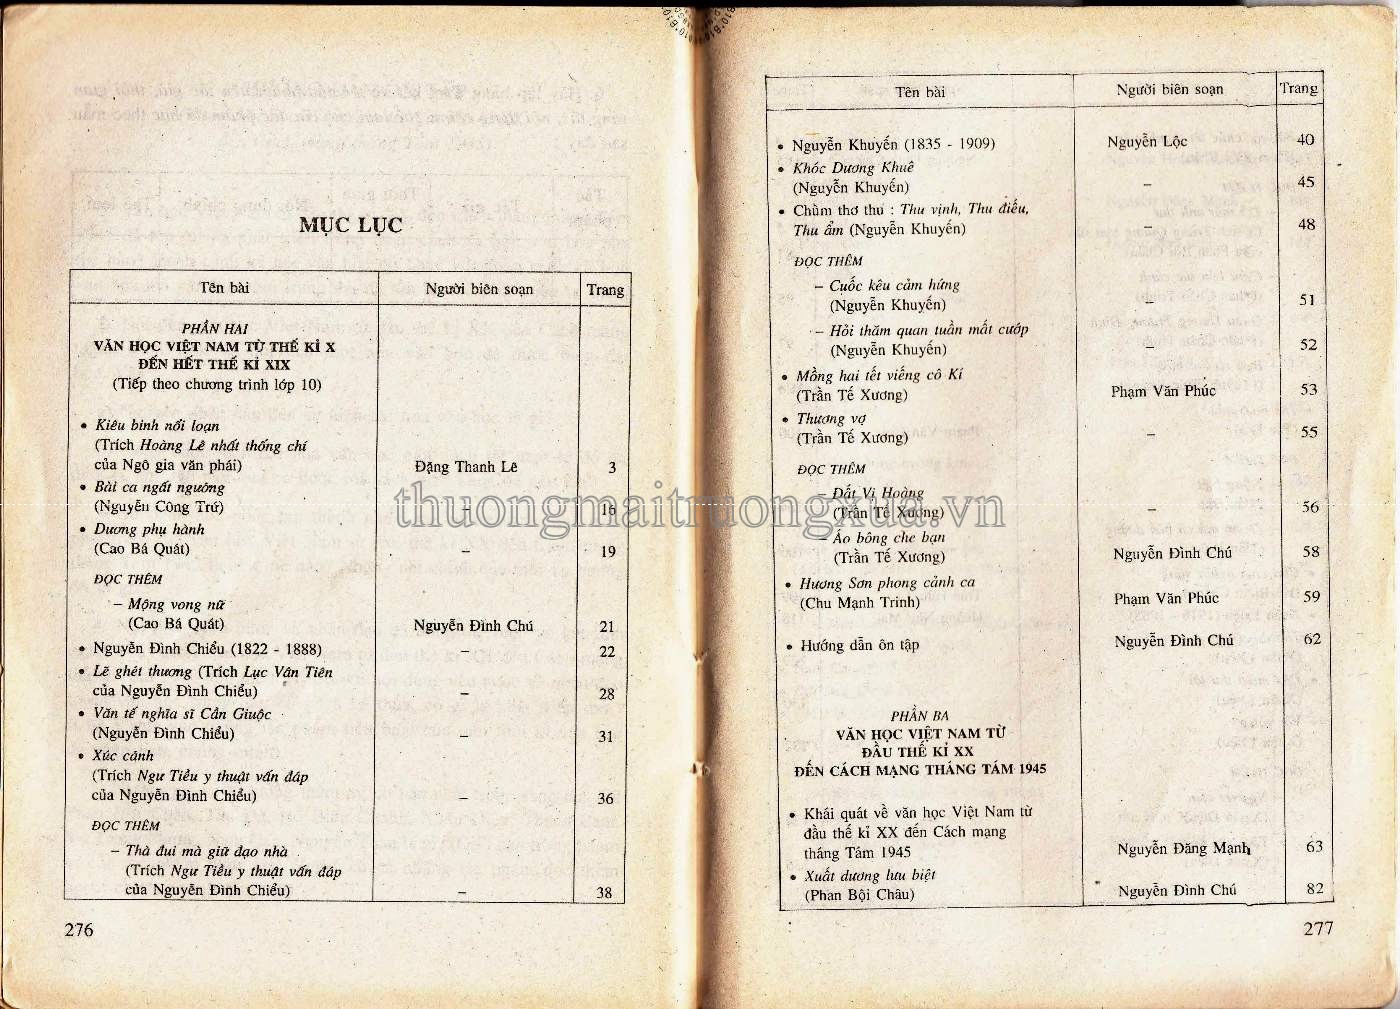 MỤC LỤC
Tên bài Người biên soạn Trang
PHẦN HAI
VĂN HỌC VIỆT NAM TỪ THẾ KỈ X
ĐẾN HẾT THẾ KỈ XIX
(Tiếp theo chương trình lớp 10)
• Kiêu binh nổi loạn
(Trích Hoàng Lê nhất thống chí
của Ngô gia văn phái) Đặng Thanh Lê 3
• Bài ca ngất ngưởng
(Nguyễn Công Trứ) – 16
• Dương phụ hành
(Cao Bá Quát) – 19
ĐỌC THÊM
– Mộng vong nữ
(Cao Bá Quát) Nguyễn Đình Chú 21
• Nguyễn Đình Chiểu (1822 - 1888) – 22
• Lẽ ghét thương (Trích Lục Vân Tiên
của Nguyễn Đình Chiểu) – 28
• Văn tế nghĩa sĩ Cần Giuộc
(Nguyễn Đình Chiểu) – 31
• Xúc cảnh
(Trích Ngư Tiều y thuật vấn đáp
của Nguyễn Đình Chiểu) – 36
ĐỌC THÊM
– Thà đui mà giữ đạo nhà
(Trích Ngư Tiều y thuật vấn đáp
của Nguyễn Đình Chiểu) – 38
276
Tên bài Người biên soạn Trang
• Nguyễn Khuyến (1835 - 1909) Nguyễn Lộc 40
• Khóc Dương Khuê
(Nguyễn Khuyến) – 45
• Chùm thơ thu : Thu vịnh, Thu điếu,
Thu ẩm (Nguyễn Khuyến) – 48
ĐỌC THÊM
– Cuốc kêu cảm hứng
(Nguyễn Khuyến) – 51
– Hỏi thăm quan tuần mất cướp
(Nguyễn Khuyến) – 52
• Mồng hai tết viếng cô Kí
(Trần Tế Xương) Phạm Văn Phúc 53
• Thương vợ
(Trần Tế Xương) – 55
ĐỌC THÊM
– Đất Vị Hoàng
(Trần Tế Xương) – 56
– Áo bông che bạn
(Trần Tế Xương) Nguyễn Đình Chú 58
• Hương Sơn phong cảnh ca
(Chu Mạnh Trinh) Phạm Văn Phúc 59
• Hướng dẫn ôn tập Nguyễn Đình Chú 62
PHẦN BA
VĂN HỌC VIỆT NAM TỪ
ĐẦU THẾ KỈ XX
ĐẾN CÁCH MẠNG THÁNG TÁM 1945
• Khái quát về văn học Việt Nam từ
đầu thế kỉ XX đến Cách mạng
tháng Tám 1945 Nguyễn Đăng Mạnh 63
• Xuất dương lưu biệt
(Phan Bội Châu) Nguyễn Đình Chú 82
277
thuongmaitruongxua.vn